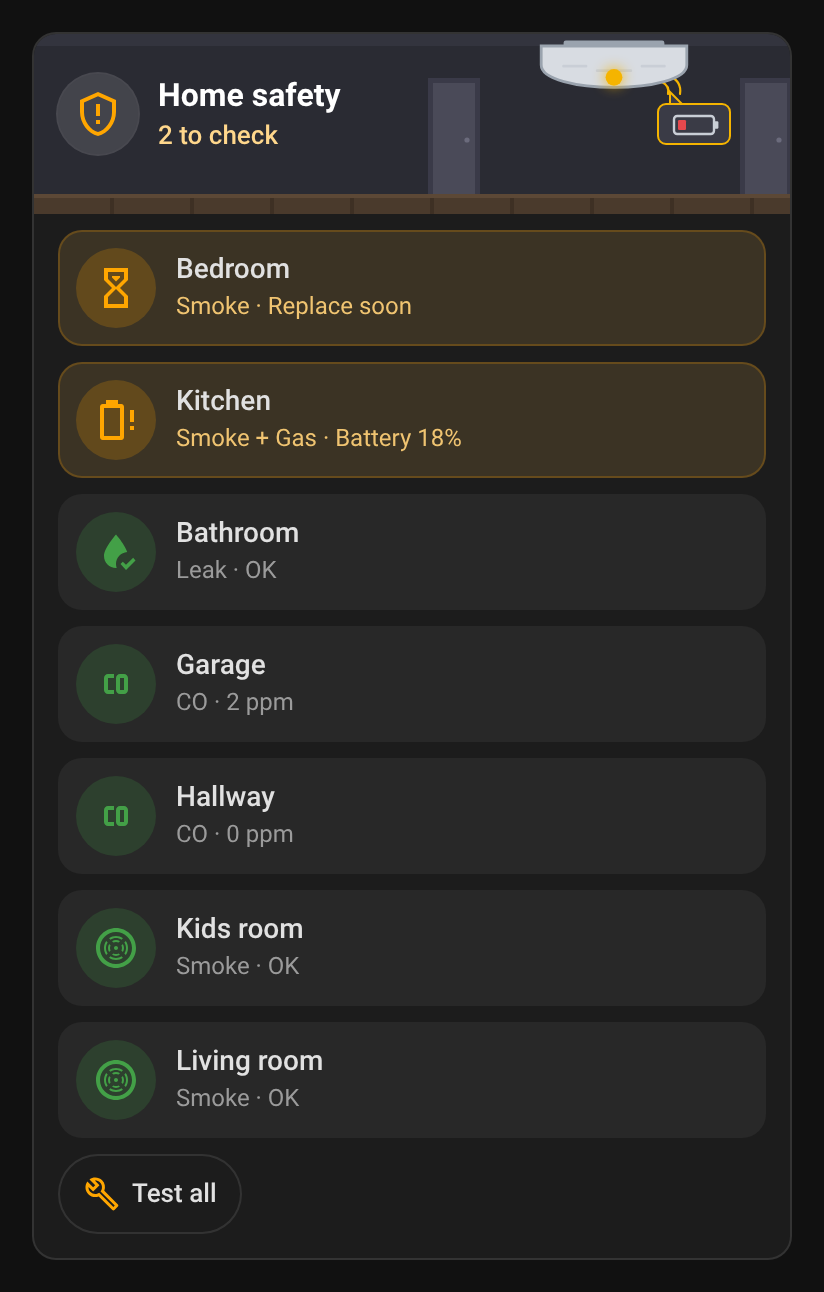 Home safety
2 to check
Bedroom
Smoke · Replace soon
Kitchen
Smoke + Gas · Battery 18%
Bathroom
Leak · OK
CO
Garage
CO · 2 ppm
CO
Hallway
CO · 0 ppm
Kids room
Smoke · OK
Living room
Smoke · OK
Test all